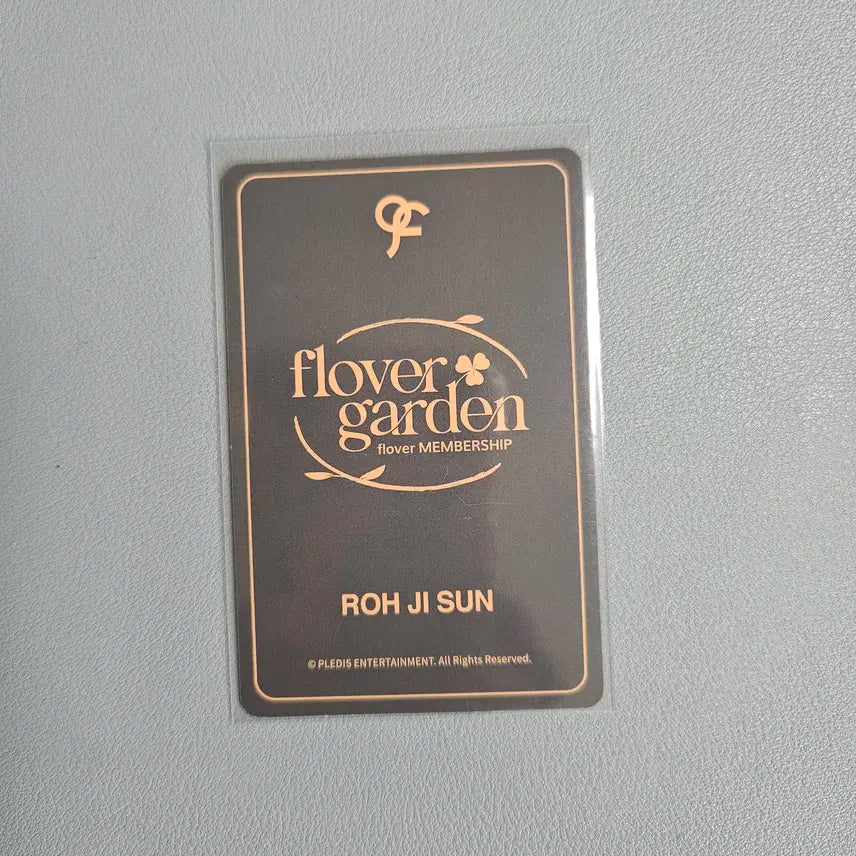 flover
garden
flover MEMBERSHIP
ROH JI SUN
© PLEDIS ENTERTAINMENT. All Rights Reserved.